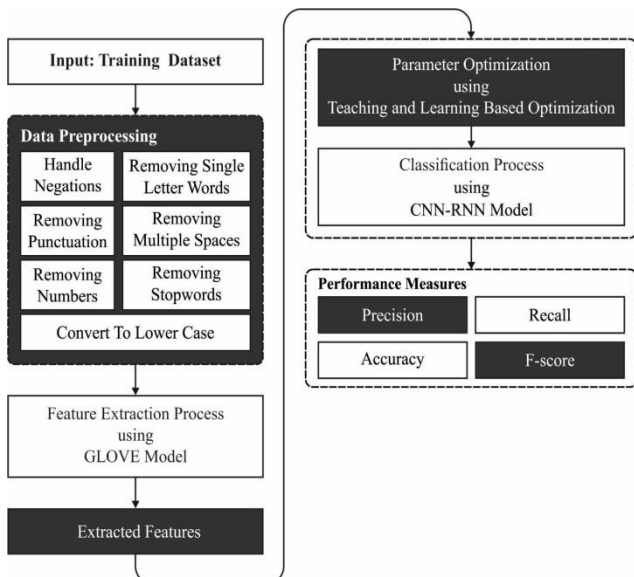 Input: Training Dataset
Data Preprocessing
Handle
Negations
Removing Single
Letter Words
Removing
Punctuation
Removing
Multiple Spaces
Removing
Numbers
Removing
Stopwords
Convert To Lower Case
Feature Extraction Process
using
GLOVE Model
Extracted Features
Parameter Optimization
using
Teaching and Learning Based Optimization
Classification Process
using
CNN-RNN Model
Performance Measures
Precision
Recall
Accuracy
F-score